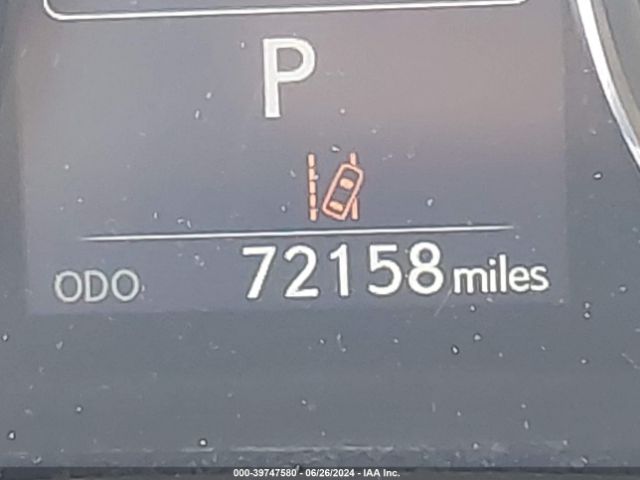 P
ODO 72158 miles
000-39747580 - 06/26/2024 - IAA Inc.